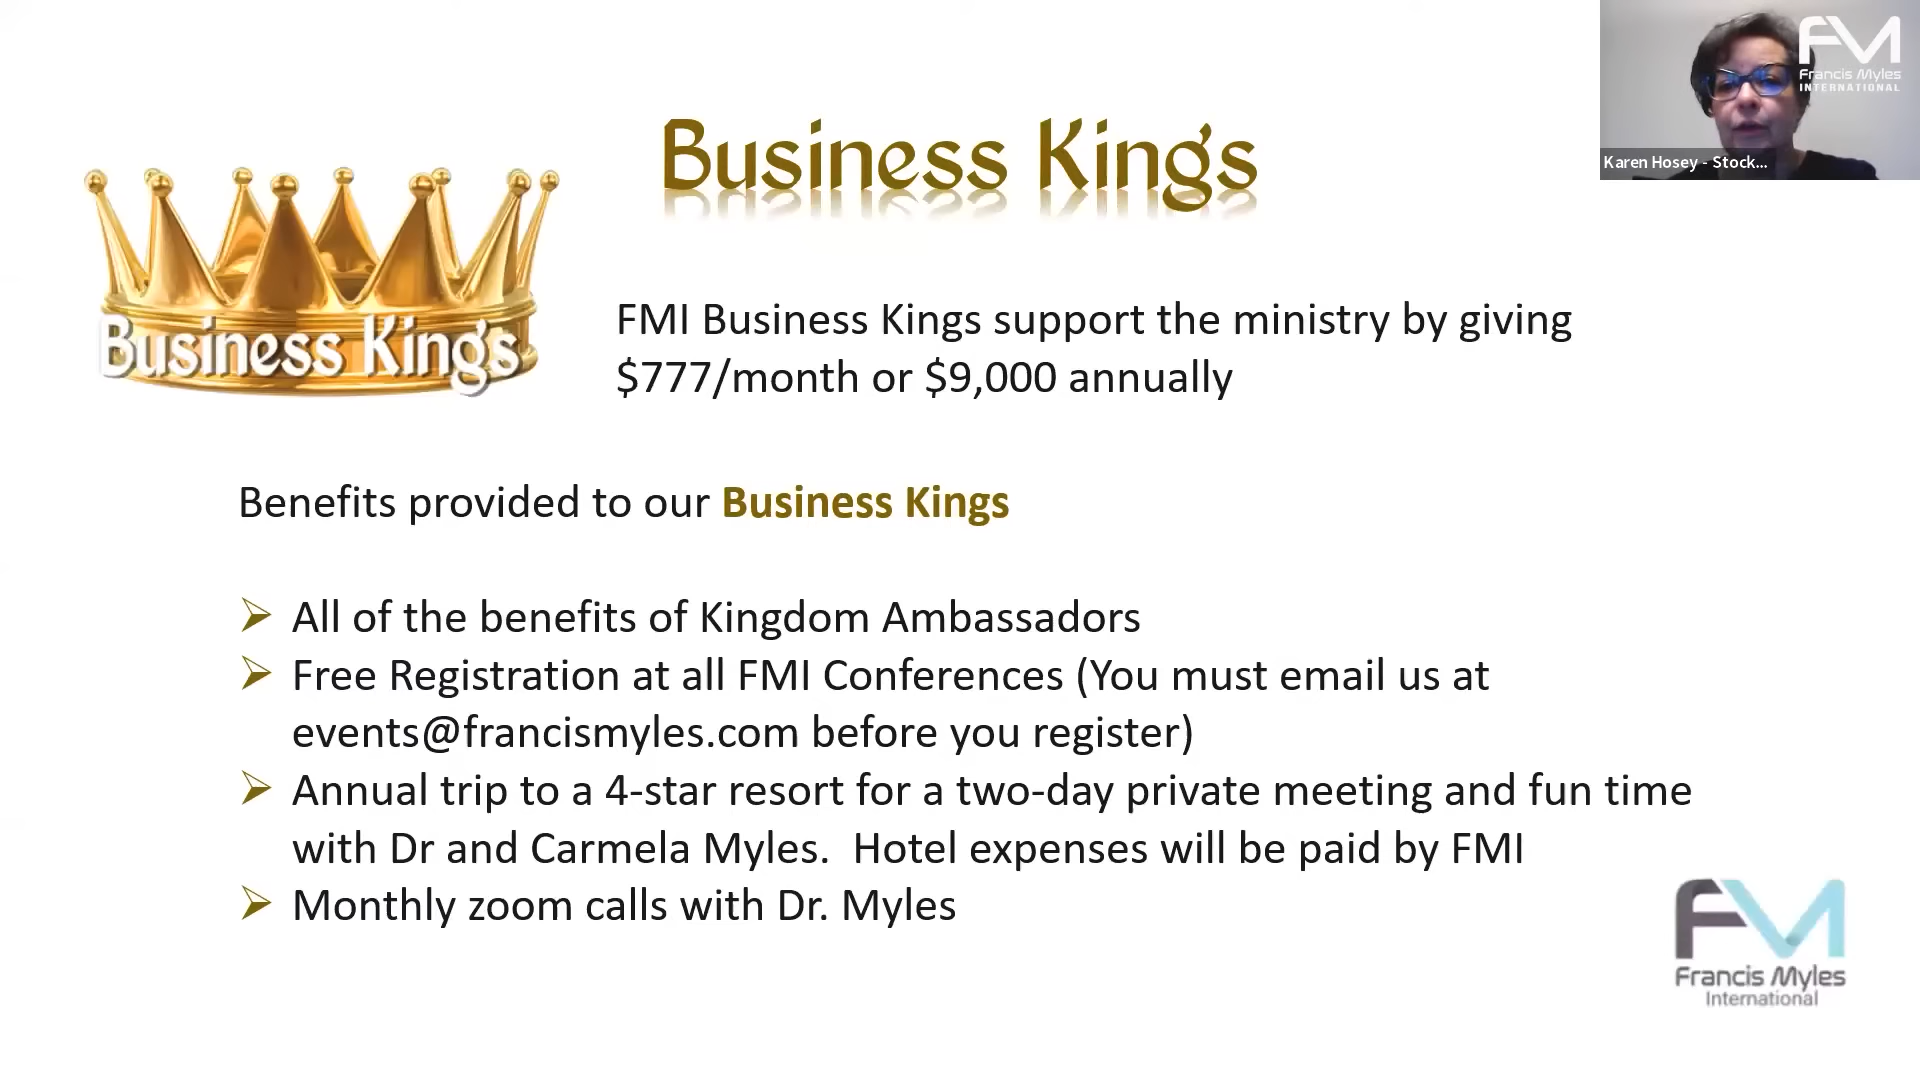 FM
Francis Myles
INTERNATIONAL
Karen Hosey - Stock...
Business Kings
Business Kings
FMI Business Kings support the ministry by giving
$777/month or $9,000 annually
Benefits provided to our Business Kings
All of the benefits of Kingdom Ambassadors
Free Registration at all FMI Conferences (You must email us at
events@francismyles.com before you register)
Annual trip to a 4-star resort for a two-day private meeting and fun time
with Dr and Carmela Myles.  Hotel expenses will be paid by FMI
Monthly zoom calls with Dr. Myles
FM
Francis Myles
International